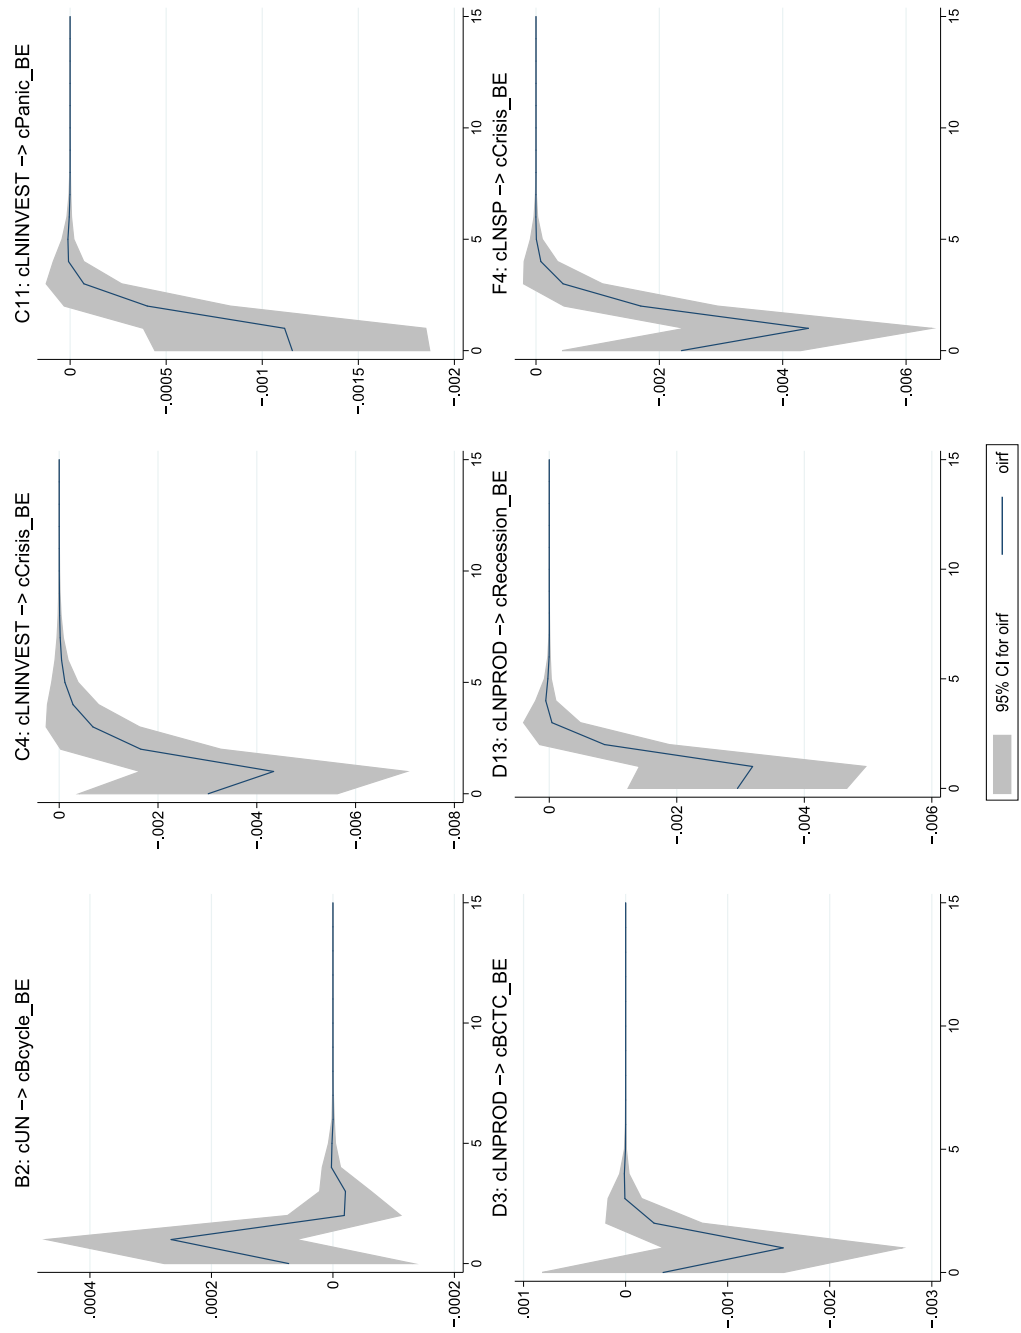 B2: cUN −> cBcycle_BE
.0004
.0002
0
−.0002
0 5 10 15
C4: cLNINVEST −> cCrisis_BE
0
−.002
−.004
−.006
−.008
0 5 10 15
C11: cLNINVEST −> cPanic_BE
0
−.0005
−.001
−.0015
−.002
0 5 10 15
D3: cLNPROD −> cBCTC_BE
.001
0
−.001
−.002
−.003
0 5 10 15
D13: cLNPROD −> cRecession_BE
0
−.002
−.004
−.006
0 5 10 15
F4: cLNSP −> cCrisis_BE
0
−.002
−.004
−.006
0 5 10 15
95% CI for oirf oirf